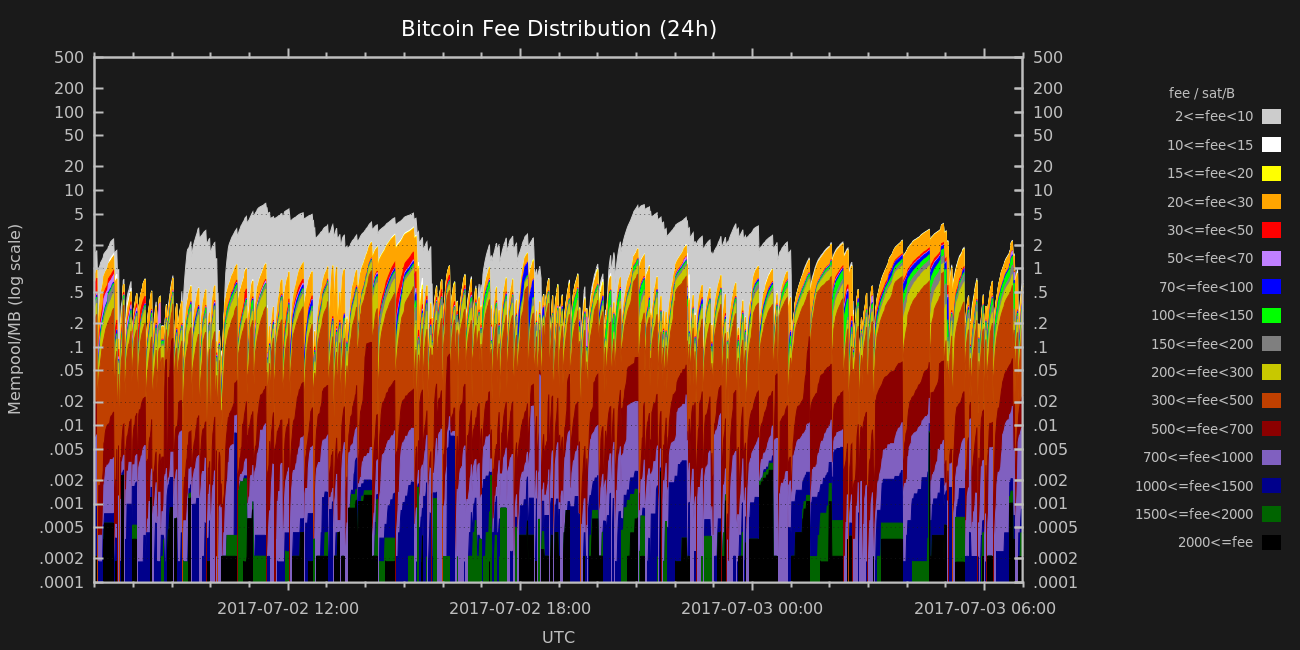 Bitcoin Fee Distribution (24h)
500 500
200 200
100 100
50 50
20 20
10 10
5 5
2 2
1 1
.5 .5
.2 .2
.1 .1
.05 .05
.02 .02
.01 .01
.005 .005
.002 .002
.001 .001
.0005 .0005
.0002 .0002
.0001 .0001
Mempool/MB (log scale)
2017-07-02 12:00 2017-07-02 18:00 2017-07-03 00:00 2017-07-03 06:00
UTC
fee / sat/B
2<=fee<10
10<=fee<15
15<=fee<20
20<=fee<30
30<=fee<50
50<=fee<70
70<=fee<100
100<=fee<150
150<=fee<200
200<=fee<300
300<=fee<500
500<=fee<700
700<=fee<1000
1000<=fee<1500
1500<=fee<2000
2000<=fee